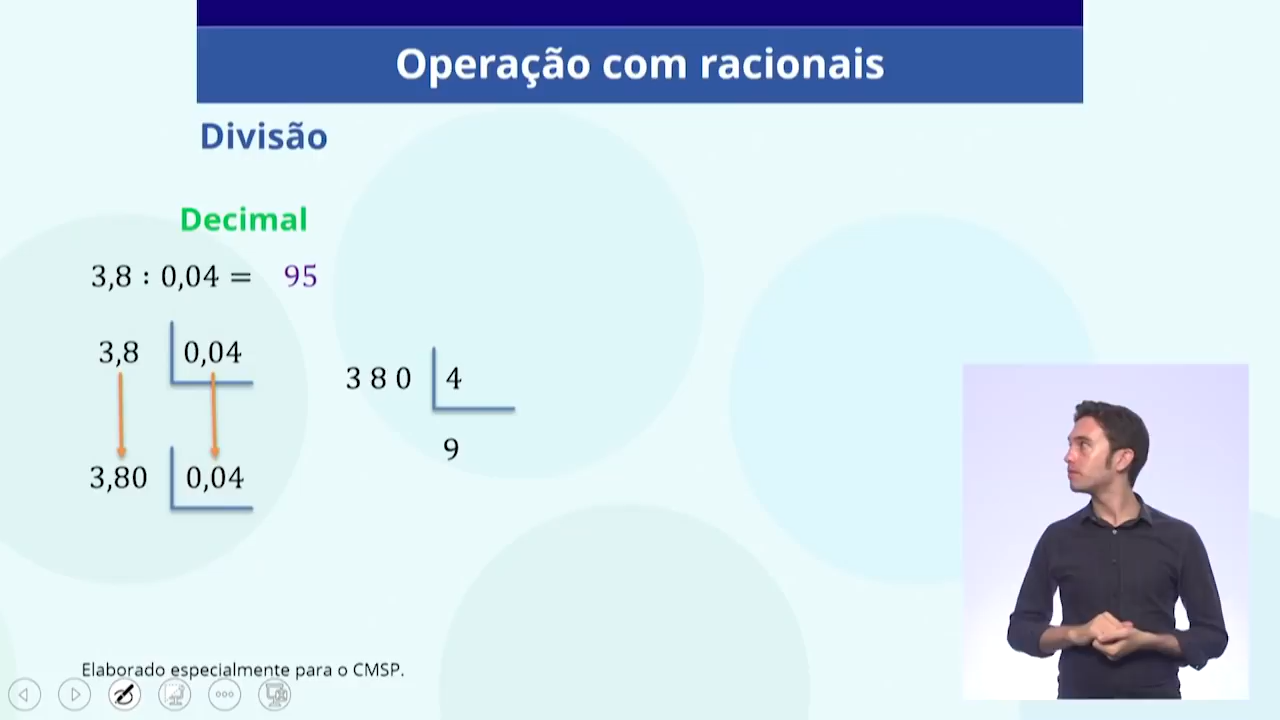 Operação com racionais
Divisão
Decimal
3,8 : 0,04 = 95
3,8 0,04
3 8 0 4
9
3,80 0,04
Elaborado especialmente para o CMSP.